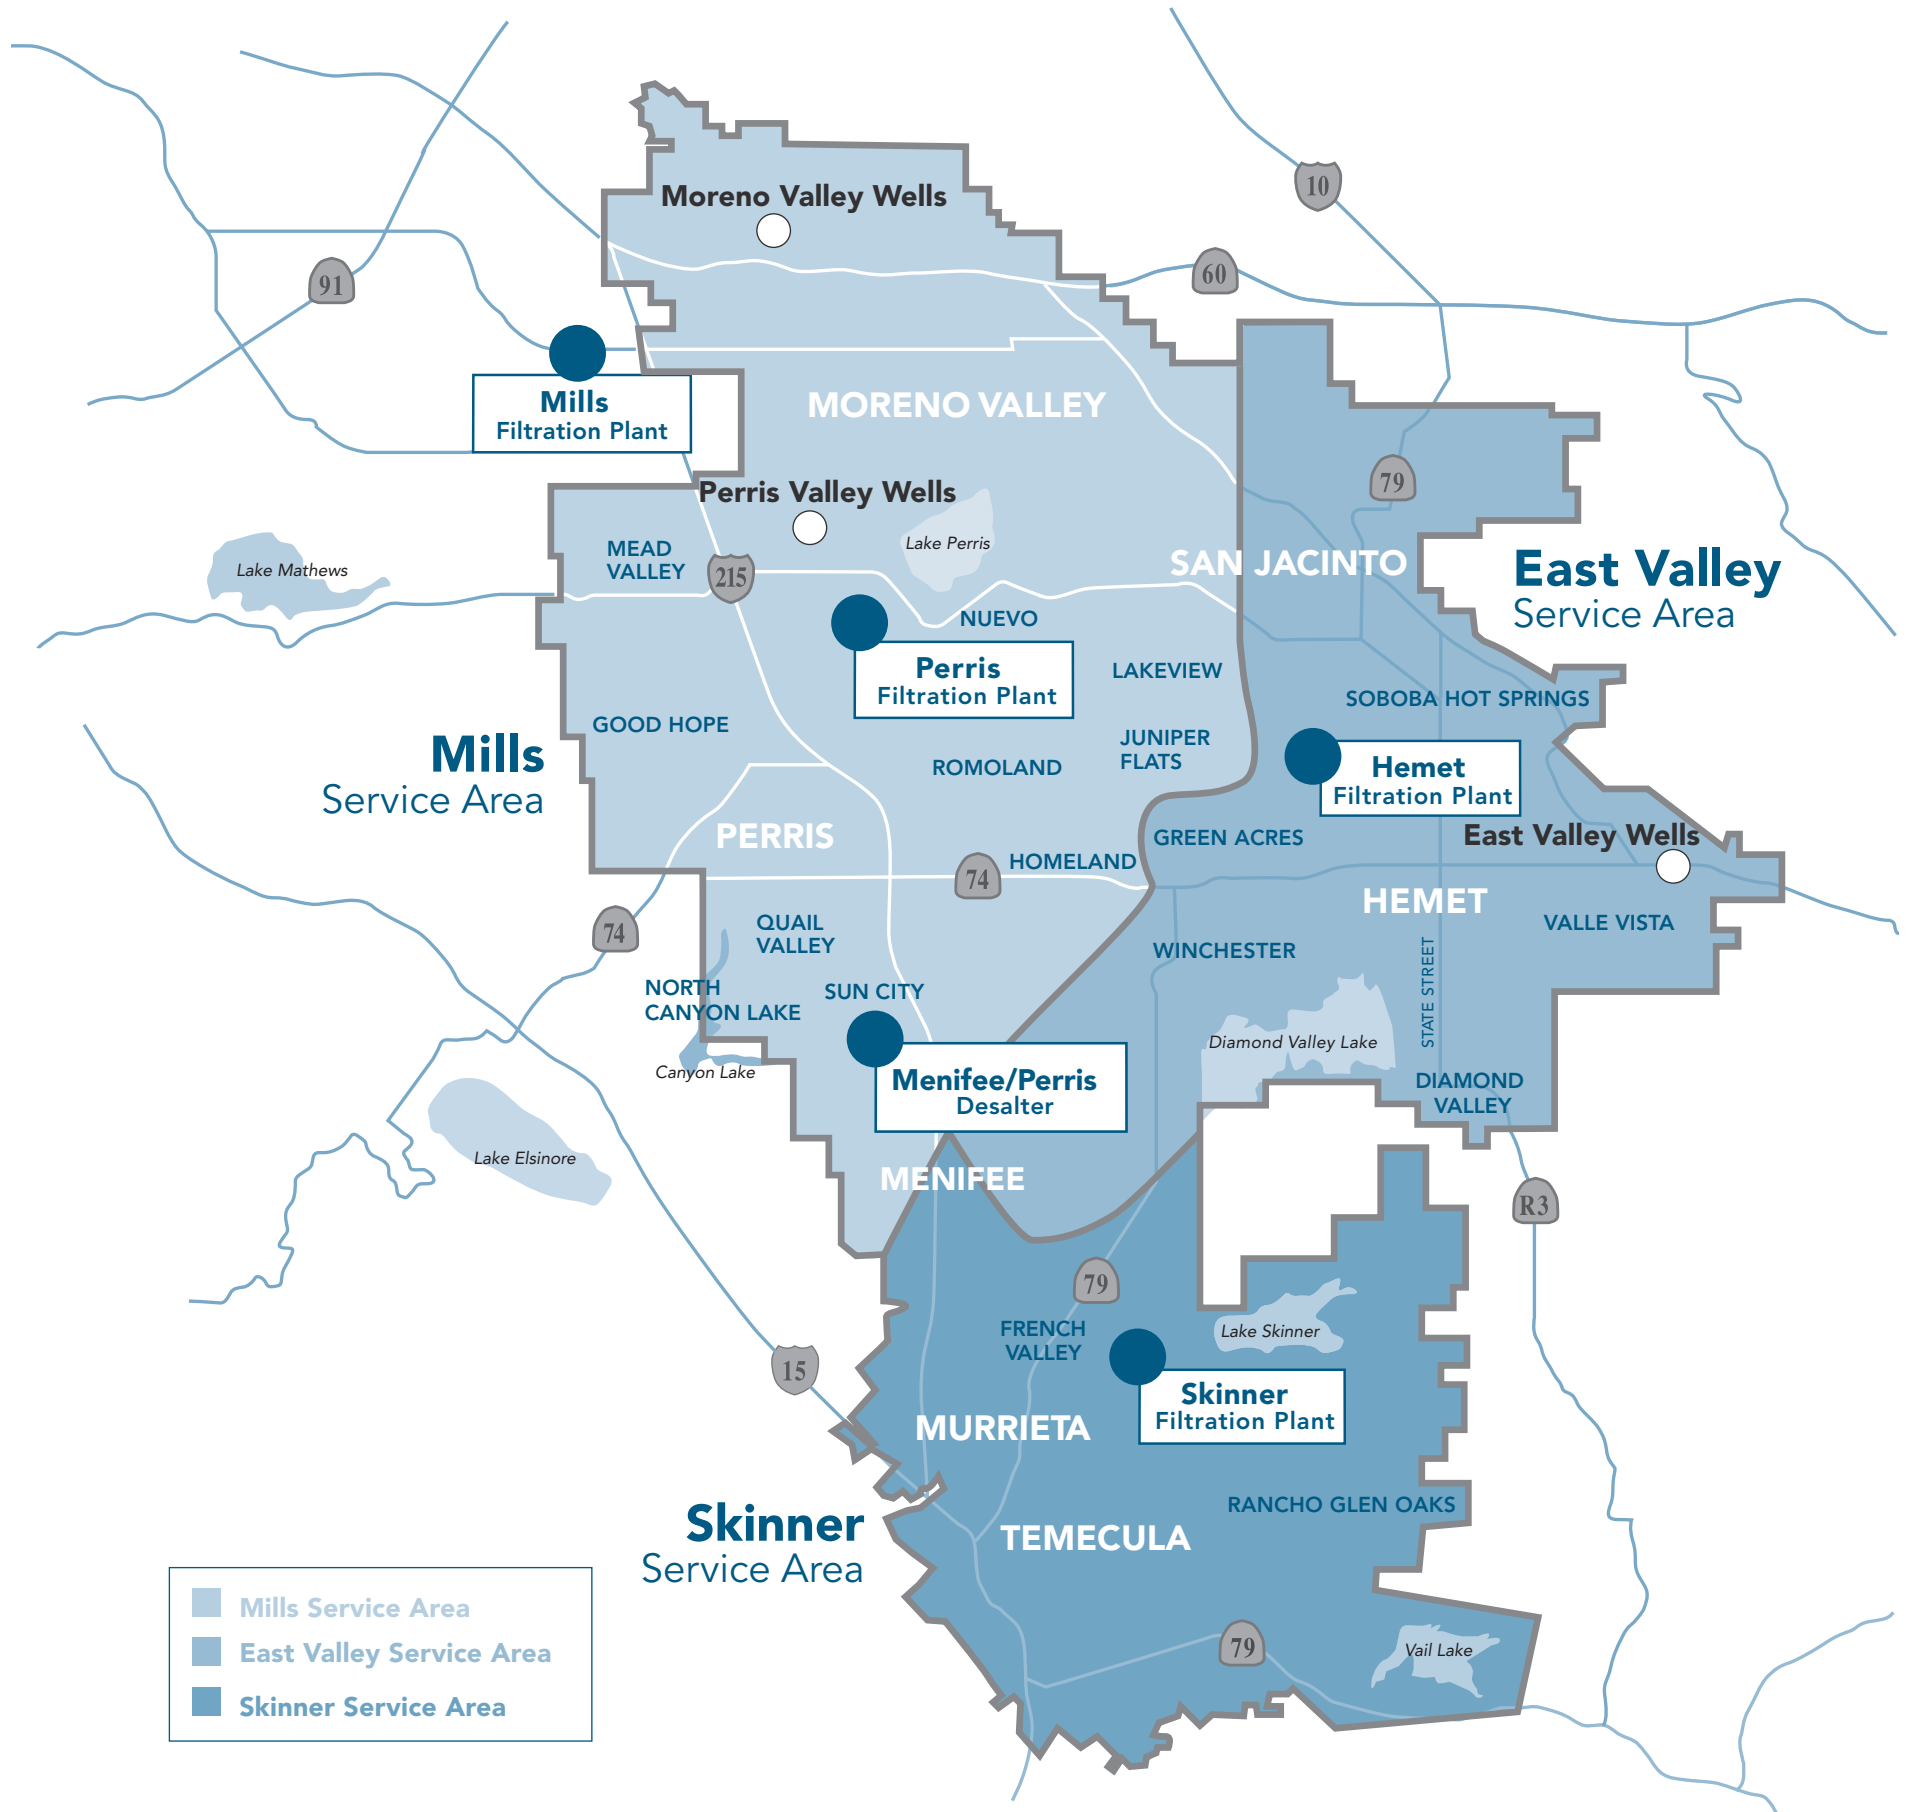 10
Moreno Valley Wells
60
91
Mills
Filtration Plant
MORENO VALLEY
79
Perris Valley Wells
Lake Perris
MEAD
VALLEY
215
Lake Mathews
SAN JACINTO
East Valley
Service Area
NUEVO
Perris
Filtration Plant
LAKEVIEW
SOBOBA HOT SPRINGS
GOOD HOPE
JUNIPER
FLATS
Mills
Service Area
ROMOLAND
Hemet
Filtration Plant
PERRIS
GREEN ACRES
East Valley Wells
HOMELAND
74
HEMET
74
QUAIL
VALLEY
VALLE VISTA
WINCHESTER
STATE STREET
NORTH
CANYON LAKE
SUN CITY
Diamond Valley Lake
Canyon Lake
Menifee/Perris
Desalter
DIAMOND
VALLEY
Lake Elsinore
MENIFEE
R3
79
FRENCH
VALLEY
Lake Skinner
15
Skinner
Filtration Plant
MURRIETA
RANCHO GLEN OAKS
Skinner
Service Area
TEMECULA
79
Vail Lake
Mills Service Area
East Valley Service Area
Skinner Service Area